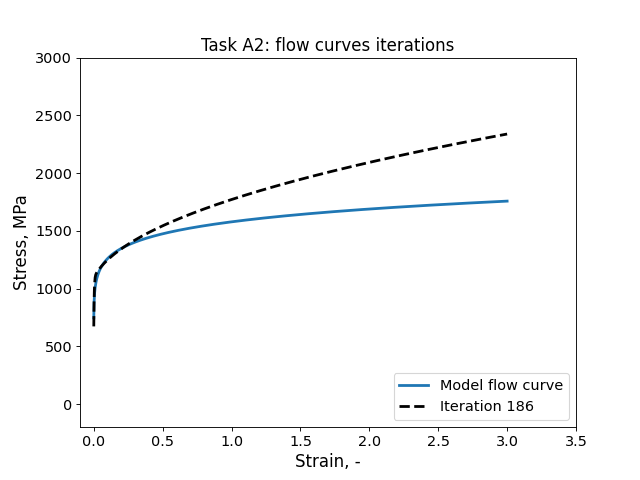 Task A2: flow curves iterations
3000
2500
2000
1500
1000
500
0
Stress, MPa
0.0 0.5 1.0 1.5 2.0 2.5 3.0 3.5
Strain, -
Model flow curve
Iteration 186